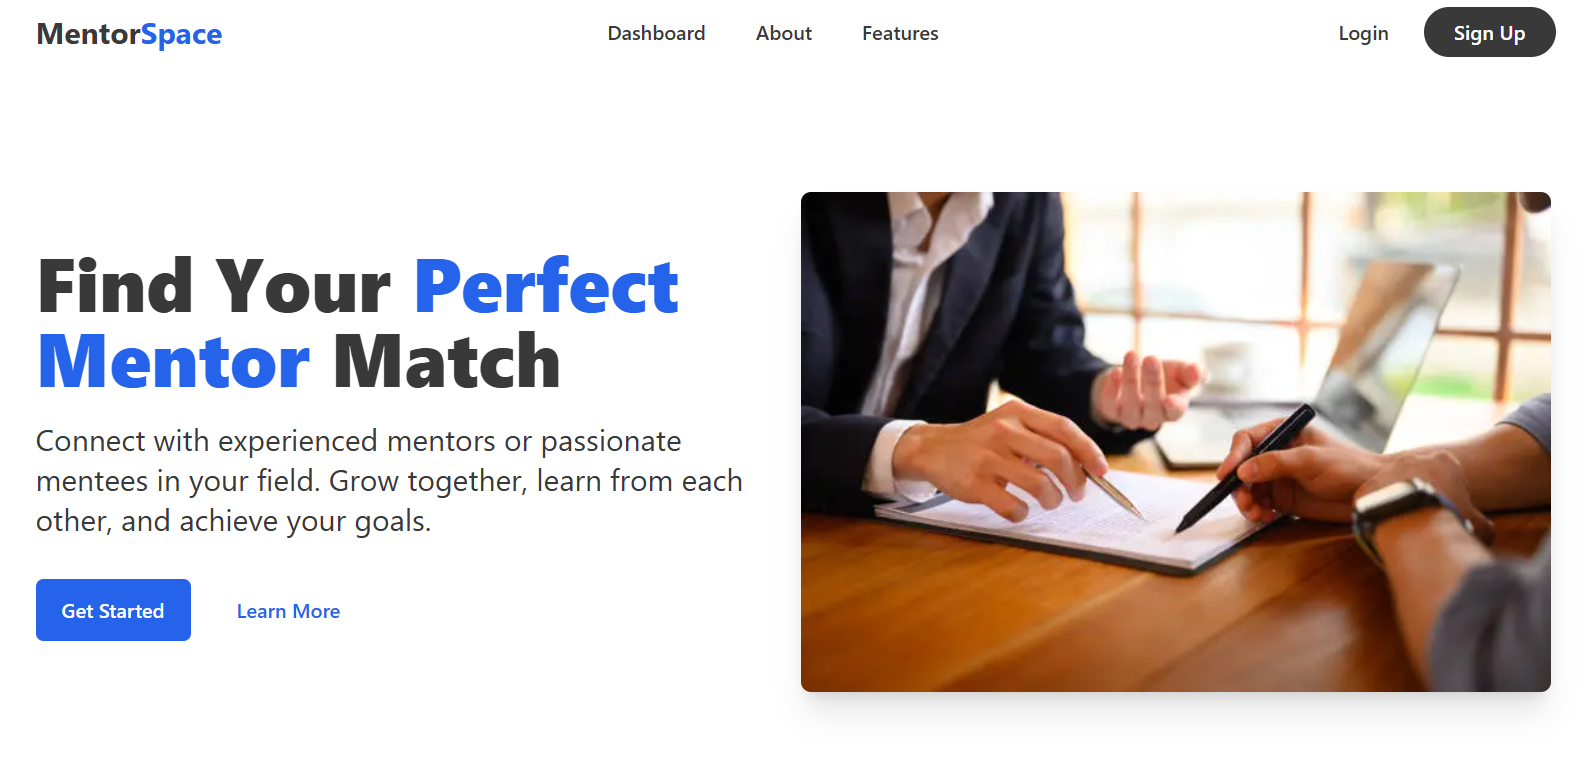 MentorSpace
Dashboard
About
Features
Login
Sign Up
Find Your Perfect
Mentor Match
Connect with experienced mentors or passionate
mentees in your field. Grow together, learn from each
other, and achieve your goals.
Get Started
Learn More